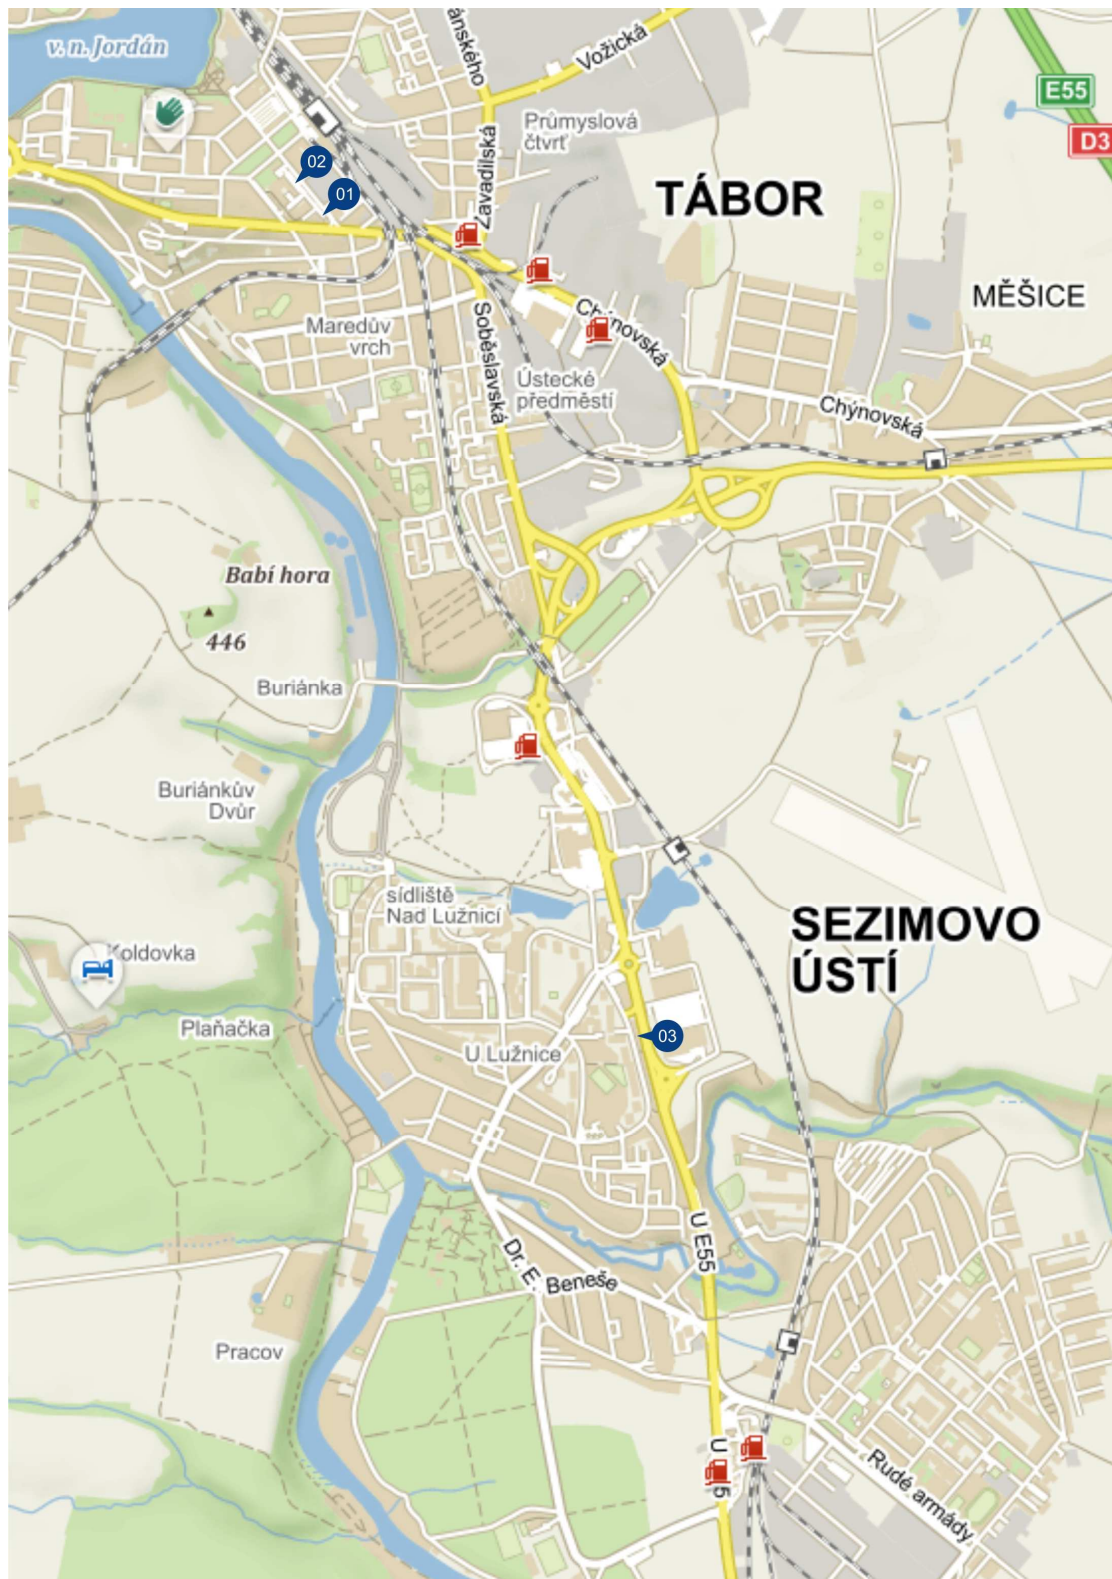 ánského
v. n. Jordán
Vožická
E55
Průmyslová
čtvrť
D3
02
01
Zavadilská
TÁBOR
MĚŠICE
Maredův
vrch
Soběslavská
Chýnovská
Ústecké
předměstí
Chýnovská
Babí hora
446
Buriánka
Buriánkův
Dvůr
sídliště
Nad Lužnicí
SEZIMOVO
ÚSTÍ
Koldovka
Plaňačka
03
U Lužnice
U E55
Dr. E. Beneše
Pracov
U
5
Rudé armády